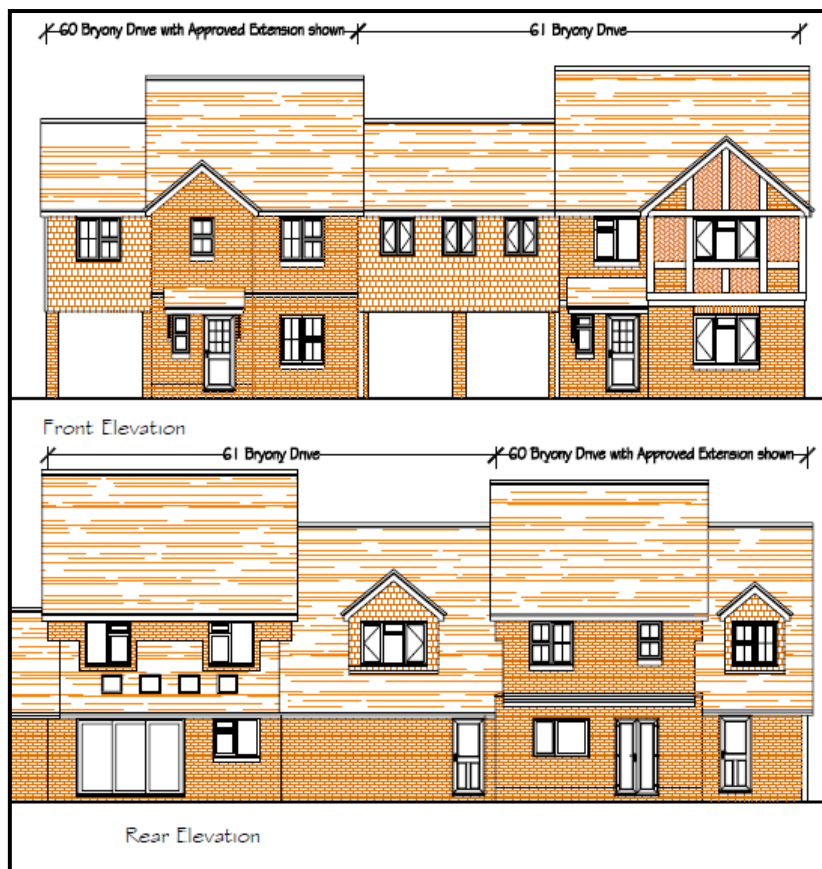 60 Bryony Drive with Approved Extension shown
61 Bryony Drive
Front Elevation
61 Bryony Drive
60 Bryony Drive with Approved Extension shown
Rear Elevation